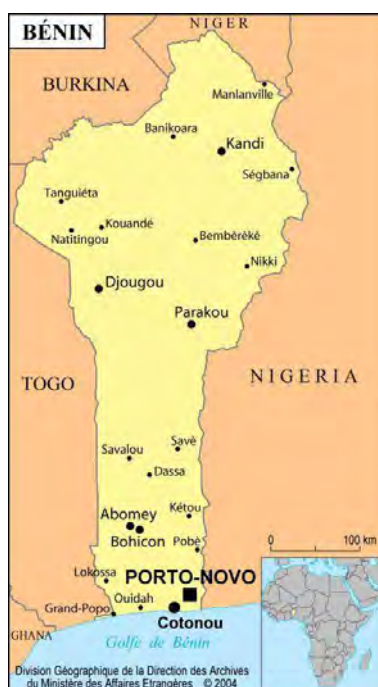 BÉNIN
NIGER
BURKINA
Manlanville
Banikoara
Kandi
Ségbana
Tanguiéta
Kouandé
Natitingou
Bembèrèkè
Nikki
Djougou
Parakou
TOGO
NIGERIA
Savalou
Savè
Dassa
Abomey
Kétou
Bohicon
Pobè
0 100 km
Lokossa
PORTO-NOVO
Ouidah
Grand-Popo
Cotonou
GHANA
Golfe de Bénin
Division Géographique de la Direction des Archives
du Ministère des Affaires Etrangères © 2004